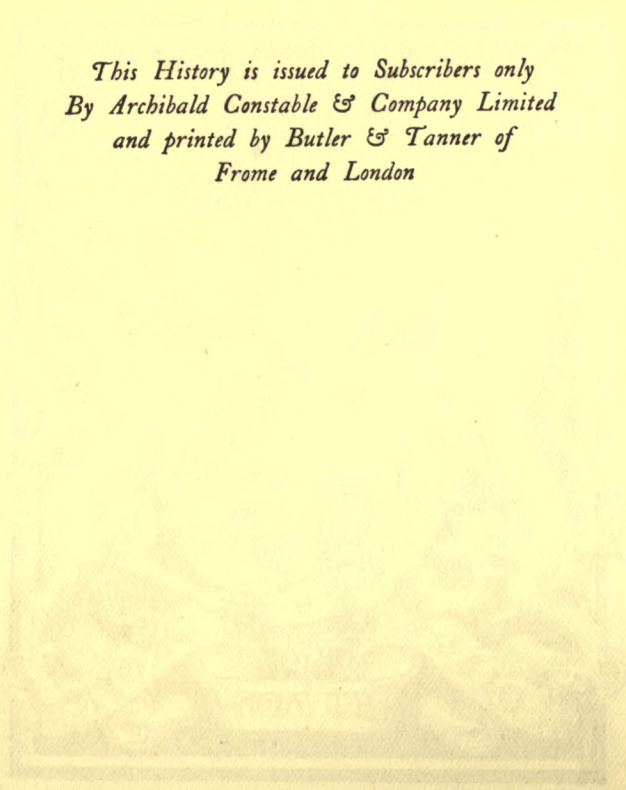 This History is issued to Subscribers only
By Archibald Constable & Company Limited
and printed by Butler & Tanner of
Frome and London